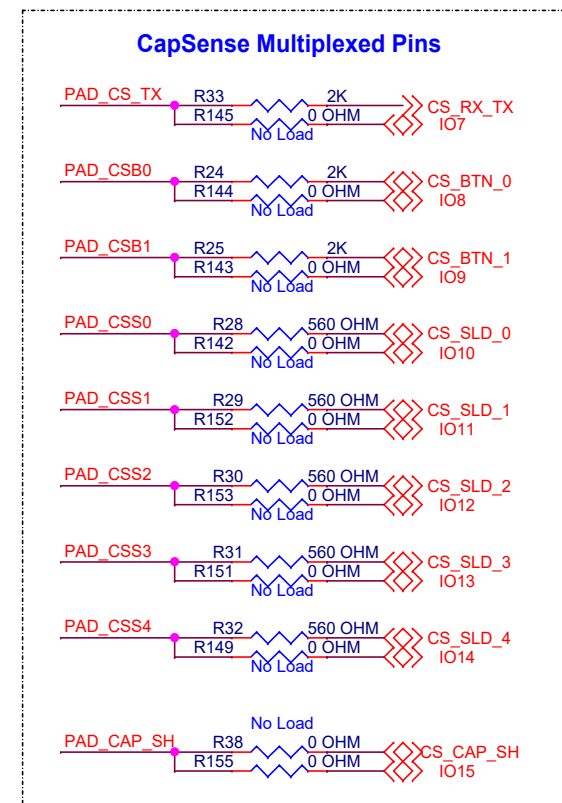 CapSense Multiplexed Pins
PAD_CS_TX R33 2K CS_RX_TX
R145 0 OHM IO7
No Load
PAD_CSB0 R24 2K CS_BTN_0
R144 0 OHM IO8
No Load
PAD_CSB1 R25 2K CS_BTN_1
R143 0 OHM IO9
No Load
PAD_CSS0 R28 560 OHM CS_SLD_0
R142 0 OHM IO10
No Load
PAD_CSS1 R29 560 OHM CS_SLD_1
R152 0 OHM IO11
No Load
PAD_CSS2 R30 560 OHM CS_SLD_2
R153 0 OHM IO12
No Load
PAD_CSS3 R31 560 OHM CS_SLD_3
R151 0 OHM IO13
No Load
PAD_CSS4 R32 560 OHM CS_SLD_4
R149 0 OHM IO14
No Load
No Load
PAD_CAP_SH R38 0 OHM CS_CAP_SH
R155 0 OHM IO15